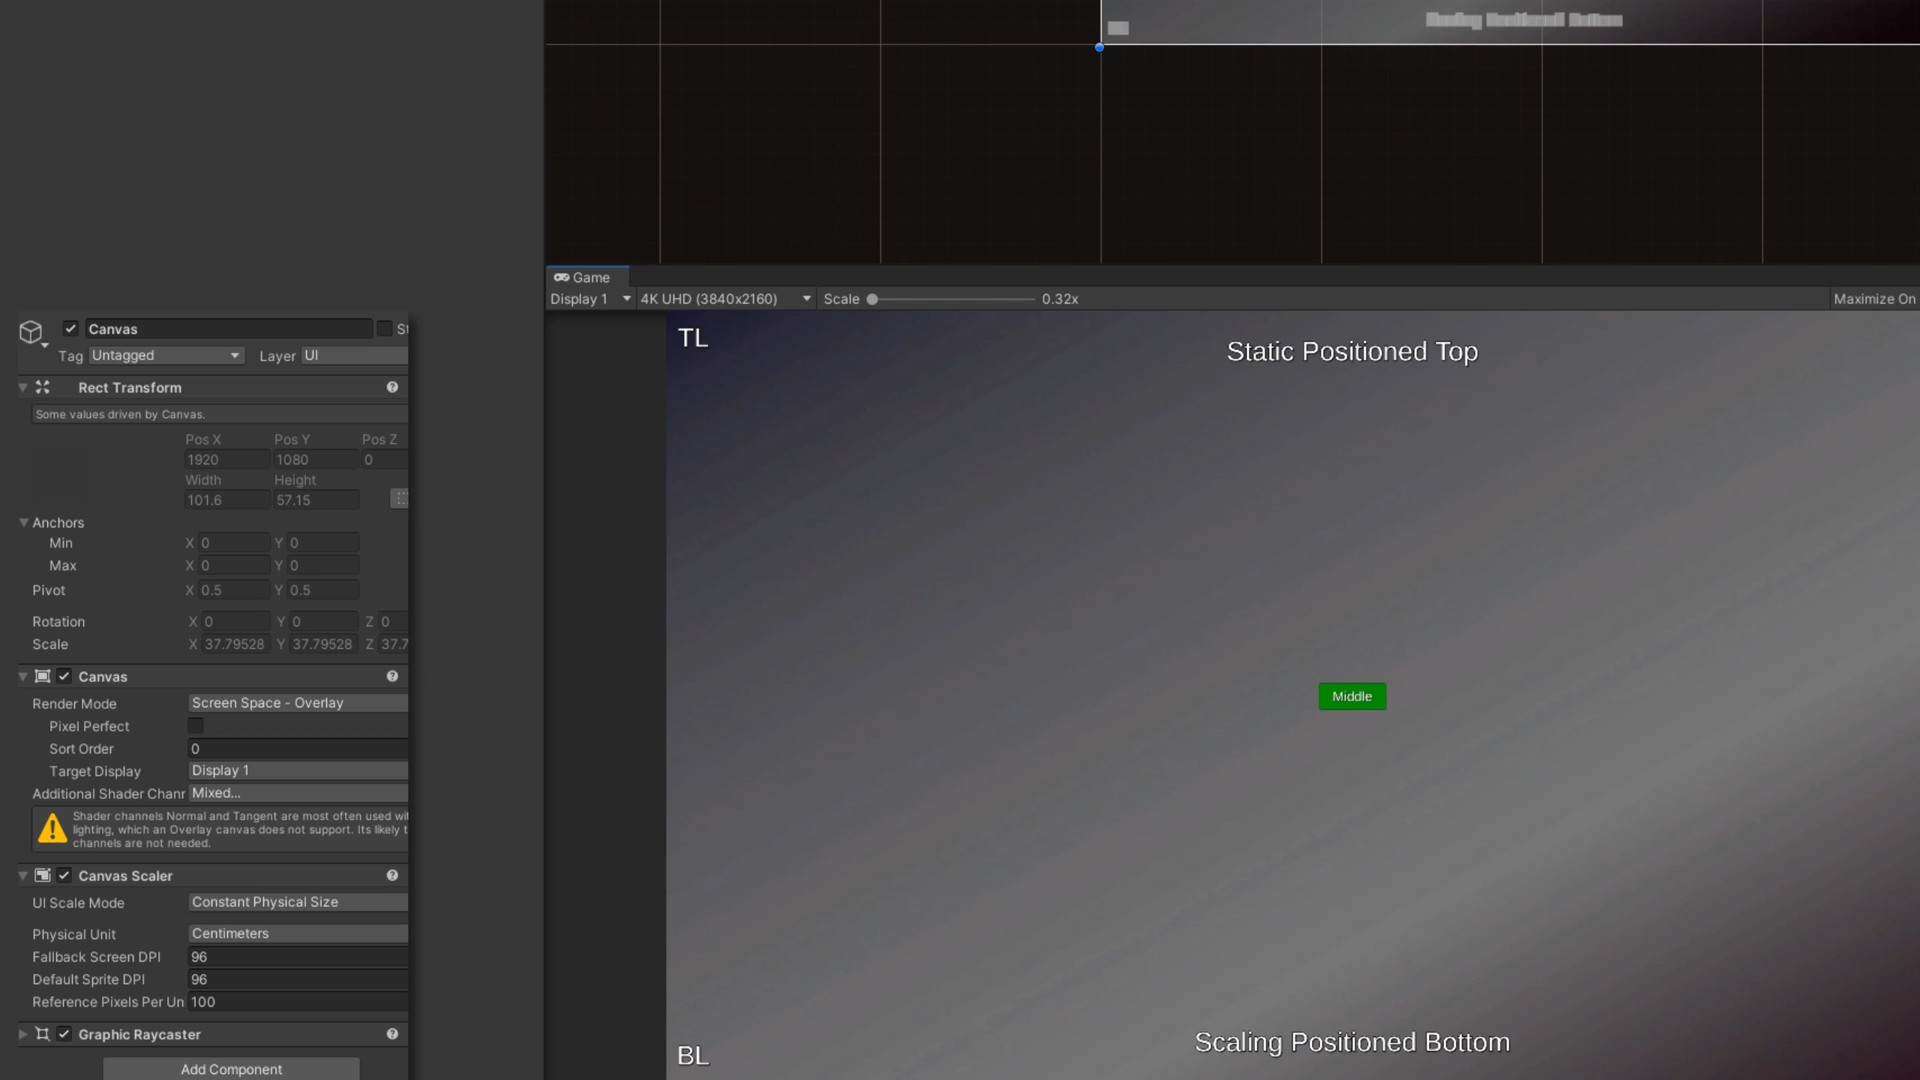 Scaling Positioned Bottom
Game
Display 1
4K UHD (3840x2160)
Scale
0.32x
Maximize On
Canvas
St
Tag
Untagged
Layer
UI
Rect Transform
Some values driven by Canvas.
Pos X
Pos Y
Pos Z
1920
1080
0
Width
Height
101.6
57.15
Anchors
Min
X 0
Y 0
Max
X 0
Y 0
Pivot
X 0.5
Y 0.5
Rotation
X 0
Y 0
Z 0
Scale
X 37.79528
Y 37.79528
Z 37.7
Canvas
Render Mode
Screen Space - Overlay
Pixel Perfect
Sort Order
0
Target Display
Display 1
Additional Shader Chanr
Mixed...
Shader channels Normal and Tangent are most often used wit
lighting, which an Overlay canvas does not support. Its likely t
channels are not needed.
Canvas Scaler
UI Scale Mode
Constant Physical Size
Physical Unit
Centimeters
Fallback Screen DPI
96
Default Sprite DPI
96
Reference Pixels Per Un
100
Graphic Raycaster
Add Component
TL
Static Positioned Top
Middle
BL
Scaling Positioned Bottom